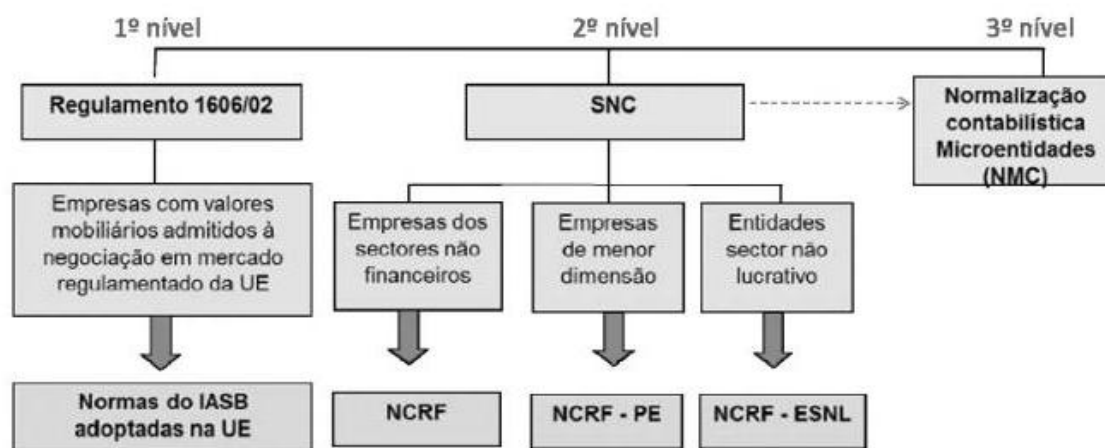 1º nível
2º nível
3º nível
Regulamento 1606/02
SNC
Normalização
contabilística
Microentidades
(NMC)
Empresas com valores
mobiliários admitidos à
negociação em mercado
regulamentado da UE
Empresas dos
sectores não
financeiros
Empresas
de menor
dimensão
Entidades
sector não
lucrativo
Normas do IASB
adoptadas na UE
NCRF
NCRF - PE
NCRF - ESNL